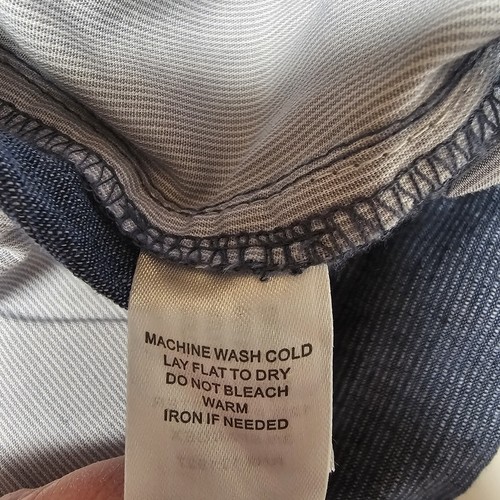 MACHINE WASH COLD
LAY FLAT TO DRY
DO NOT BLEACH
WARM
IRON IF NEEDED